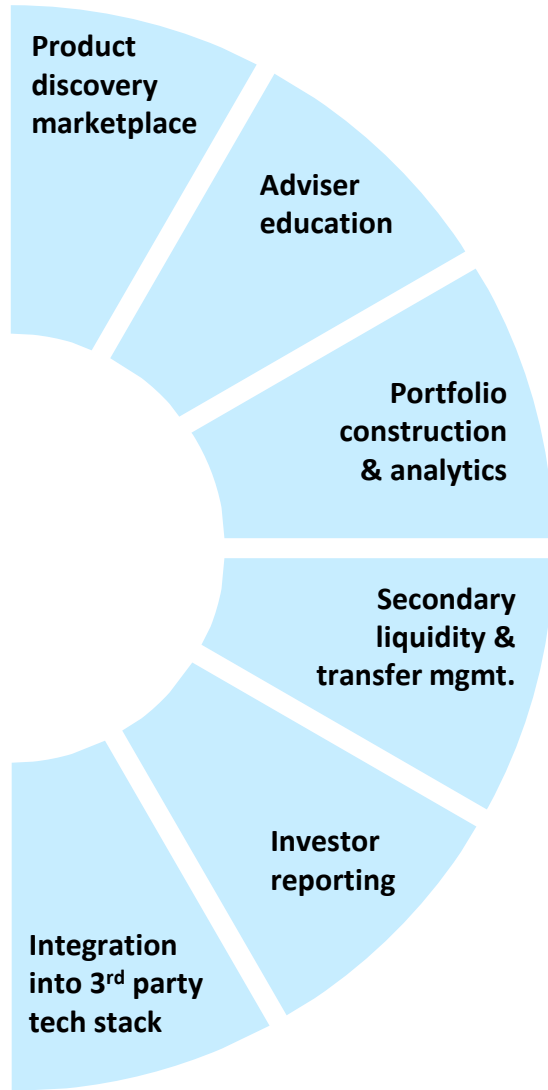 Product
discovery
marketplace
Adviser
education
Portfolio
construction
& analytics
Secondary
liquidity &
transfer mgmt.
Investor
reporting
Integration
into 3rd party
tech stack